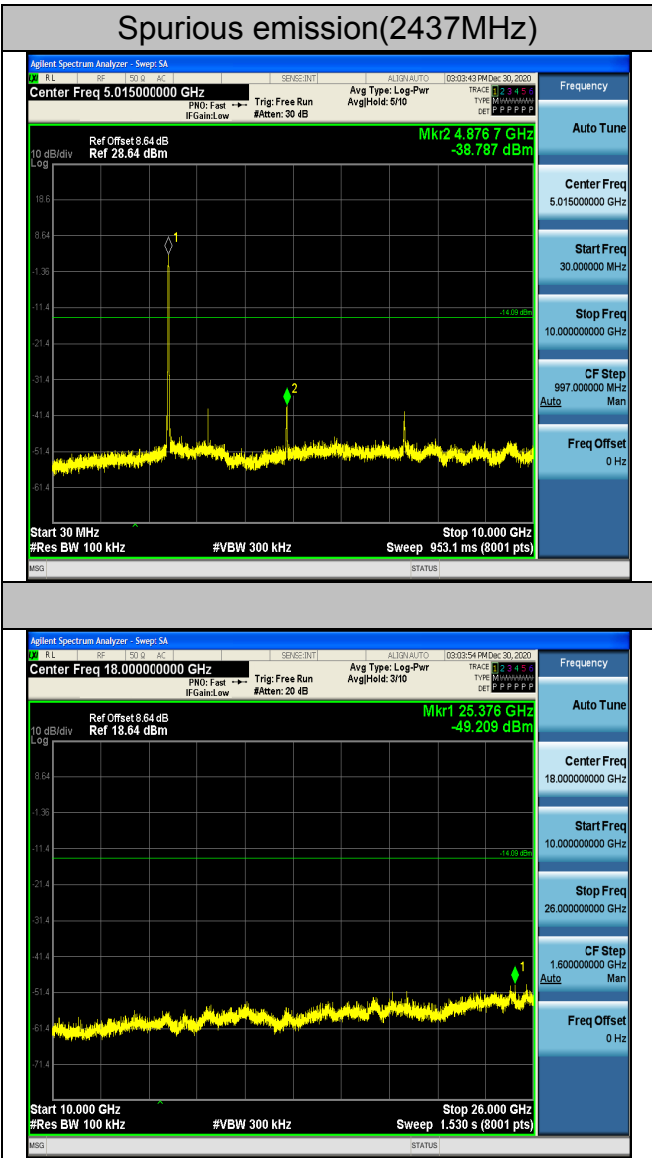 Spurious emission(2437MHz)
Agilent Spectrum Analyzer - Swept SA
RL RF 50 Ω AC SENSE:INT ALIGNAUTO 03:03:43 PM Dec 30, 2020
Center Freq 5.015000000 GHz
Avg Type: Log-Pwr
TRACE 1 2 3 4 5 6
PNO: Fast Trig: Free Run Avg|Hold: 5/10
TYPE M WWWWW
IFGain:Low #Atten: 30 dB
DET P P P P P P
Mkr2 4.876 7 GHz
-38.787 dBm
Ref Offset 8.64 dB
10 dB/div Ref 28.64 dBm
Log
18.6
8.64
-1.36
-11.4
-21.4
-31.4
-41.4
-51.4
-61.4
1
-14.09 dBm
2
Start 30 MHz Stop 10.000 GHz
#Res BW 100 kHz #VBW 300 kHz Sweep 953.1 ms (8001 pts)
MSG STATUS
Frequency
Auto Tune
Center Freq
5.015000000 GHz
Start Freq
30.000000 MHz
Stop Freq
10.000000000 GHz
CF Step
997.000000 MHz
Auto Man
Freq Offset
0 Hz
Agilent Spectrum Analyzer - Swept SA
RL RF 50 Ω AC SENSE:INT ALIGNAUTO 03:03:54 PM Dec 30, 2020
Center Freq 18.000000000 GHz
Avg Type: Log-Pwr
TRACE 1 2 3 4 5 6
PNO: Fast Trig: Free Run Avg|Hold: 3/10
TYPE M WWWWW
IFGain:Low #Atten: 20 dB
DET P P P P P P
Mkr1 25.376 GHz
-49.209 dBm
Ref Offset 8.64 dB
10 dB/div Ref 18.64 dBm
Log
8.64
-1.36
-11.4
-21.4
-31.4
-41.4
-51.4
-61.4
-71.4
-14.09 dBm
1
Start 10.000 GHz Stop 26.000 GHz
#Res BW 100 kHz #VBW 300 kHz Sweep 1.530 s (8001 pts)
MSG STATUS
Frequency
Auto Tune
Center Freq
18.000000000 GHz
Start Freq
10.000000000 GHz
Stop Freq
26.000000000 GHz
CF Step
1.600000000 GHz
Auto Man
Freq Offset
0 Hz